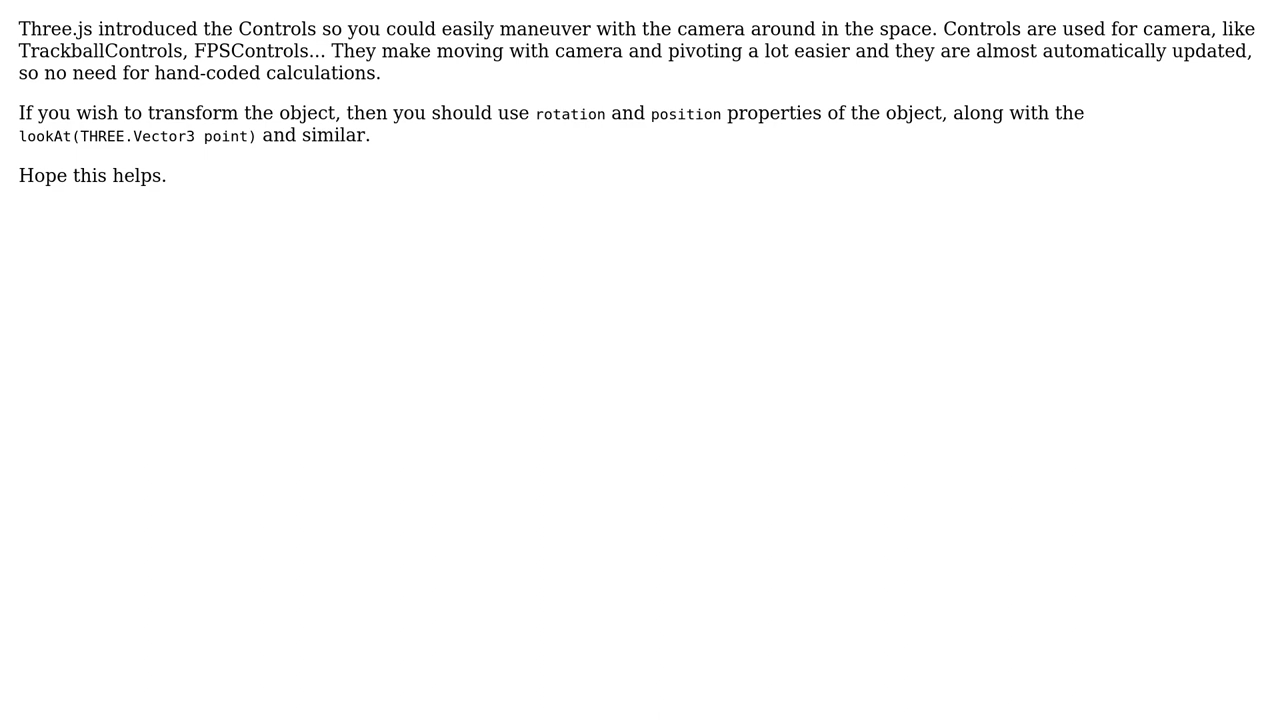 Three.js introduced the Controls so you could easily maneuver with the camera around in the space. Controls are used for camera, like
TrackballControls, FPSControls... They make moving with camera and pivoting a lot easier and they are almost automatically updated,
so no need for hand-coded calculations.
If you wish to transform the object, then you should use rotation and position properties of the object, along with the
lookAt(THREE.Vector3 point) and similar.
Hope this helps.